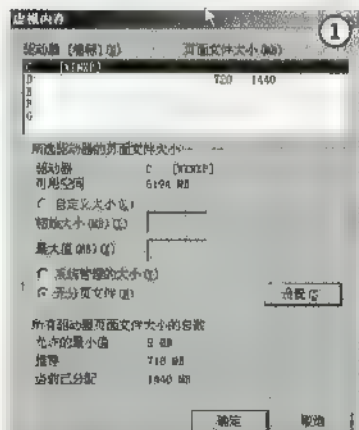 虚拟内存
驱动器 [卷标](D) 页面文件大小(MB)
C [WINXP]
D 720 1440
E
F
G
所选驱动器的页面文件大小
驱动器 C [WINXP]
可用空间 6194 MB
自定义大小(C)
初始大小(MB)(I)
最大值(MB)(X)
系统管理的大小(Y)
无分页文件(N)
设置(S)
所有驱动器页面文件大小的总数
允许的最小值 2 MB
推荐 718 MB
当前已分配
确定 取消
①